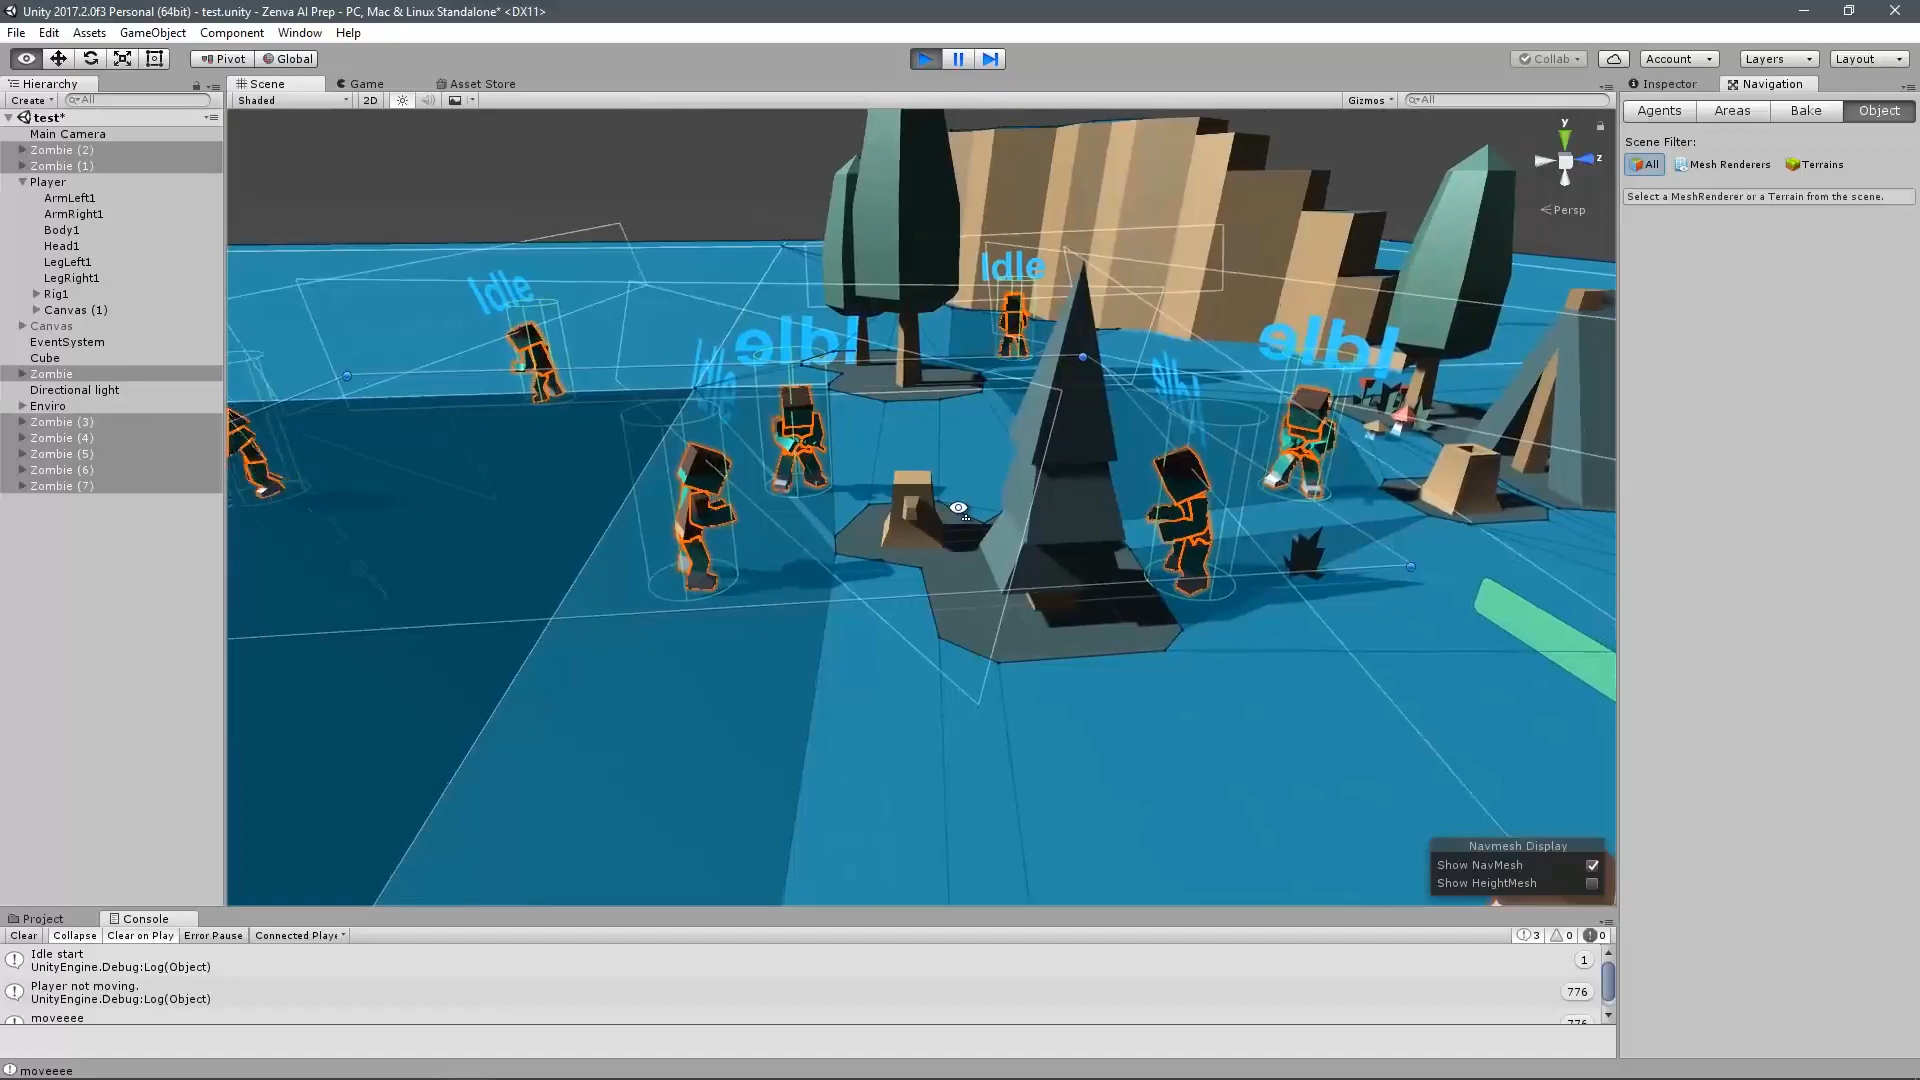 Unity 2017.2.0f3 Personal (64bit) - test.unity - Zenva AI Prep - PC, Mac & Linux Standalone* <DX11>
File Edit Assets GameObject Component Window Help
Pivot Global Collab Account Layers Layout
Hierarchy
Create All
test*
Main Camera
Zombie (2)
Zombie (1)
Player
ArmLeft1
ArmRight1
Body1
Head1
LegLeft1
LegRight1
Rig1
Canvas (1)
Canvas
EventSystem
Cube
Zombie
Directional light
Enviro
Zombie (3)
Zombie (4)
Zombie (5)
Zombie (6)
Zombie (7)
Scene Game Asset Store
Shaded 2D Gizmos All
y
z
Persp
Idle
Idle
Idle
Idle
Idle
Idle
Navmesh Display
Show NavMesh
Show HeightMesh
Inspector Navigation
Agents Areas Bake Object
Scene Filter:
All Mesh Renderers Terrains
Select a MeshRenderer or a Terrain from the scene.
Project Console
Clear Collapse Clear on Play Error Pause Connected Playe 3 0 0
Idle start
UnityEngine.Debug:Log(Object)
1
Player not moving.
UnityEngine.Debug:Log(Object)
776
moveeee
776
moveeee